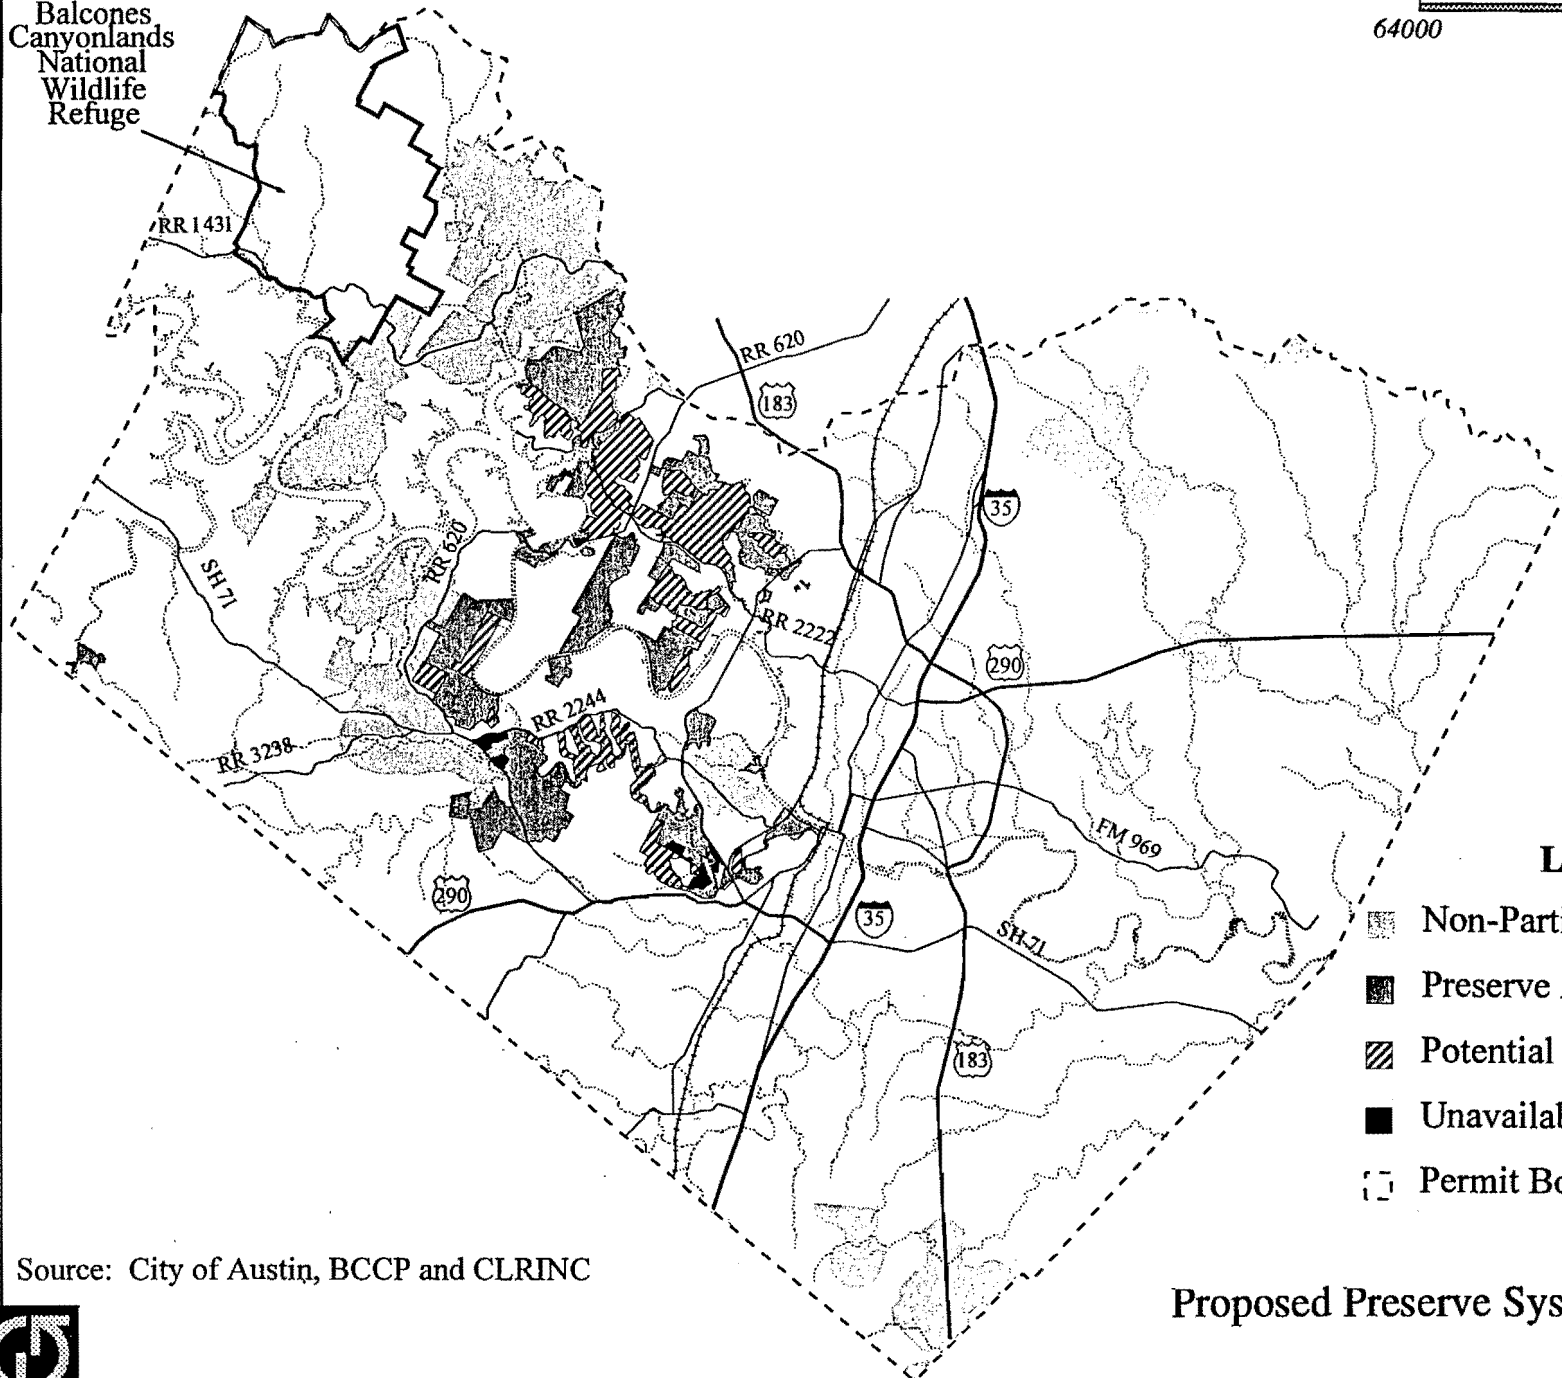 Balcones
Canyonlands
National
Wildlife
Refuge
64000
RR 1431
RR 620
183
35
SH 71
RR 620
RR 2222
290
RR 2244
RR 3238
FM 969
290
35
SH 71
183
L
Non-Parti
Preserve
Potential
Unavailab
Permit Bo
Source: City of Austin, BCCP and CLRINC
Proposed Preserve Sys